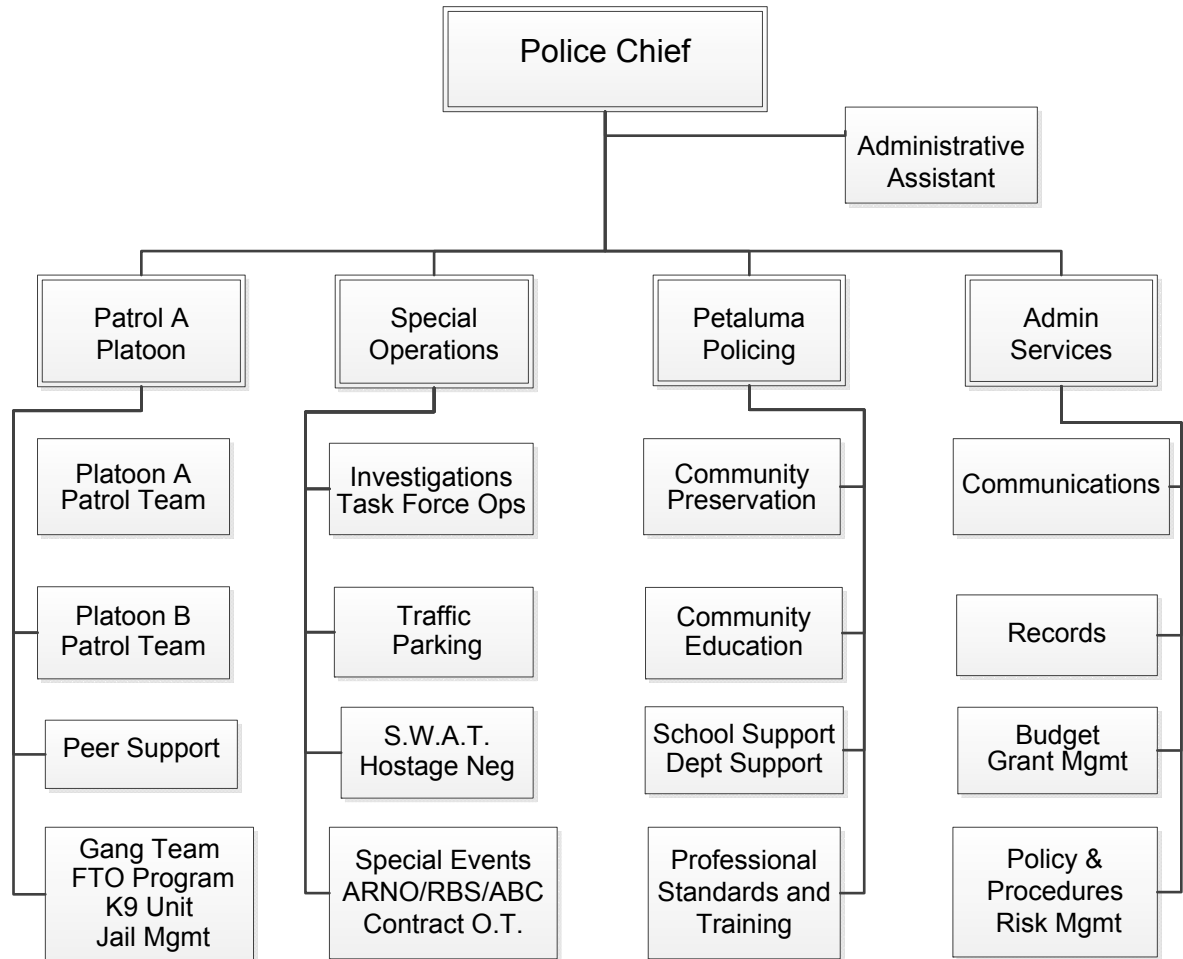 Police Chief
Administrative
Assistant
Patrol A
Platoon
Special
Operations
Petaluma
Policing
Admin
Services
Platoon A
Patrol Team
Investigations
Task Force Ops
Community
Preservation
Communications
Platoon B
Patrol Team
Traffic
Parking
Community
Education
Records
Peer Support
S.W.A.T.
Hostage Neg
School Support
Dept Support
Budget
Grant Mgmt
Gang Team
FTO Program
K9 Unit
Jail Mgmt
Special Events
ARNO/RBS/ABC
Contract O.T.
Professional
Standards and
Training
Policy &
Procedures
Risk Mgmt